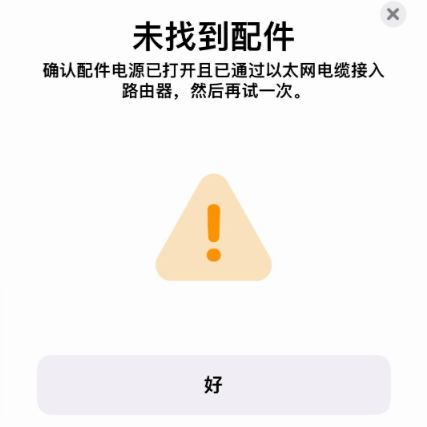 未找到配件
确认配件电源已打开且已通过以太网电缆接入
路由器，然后再试一次。
好